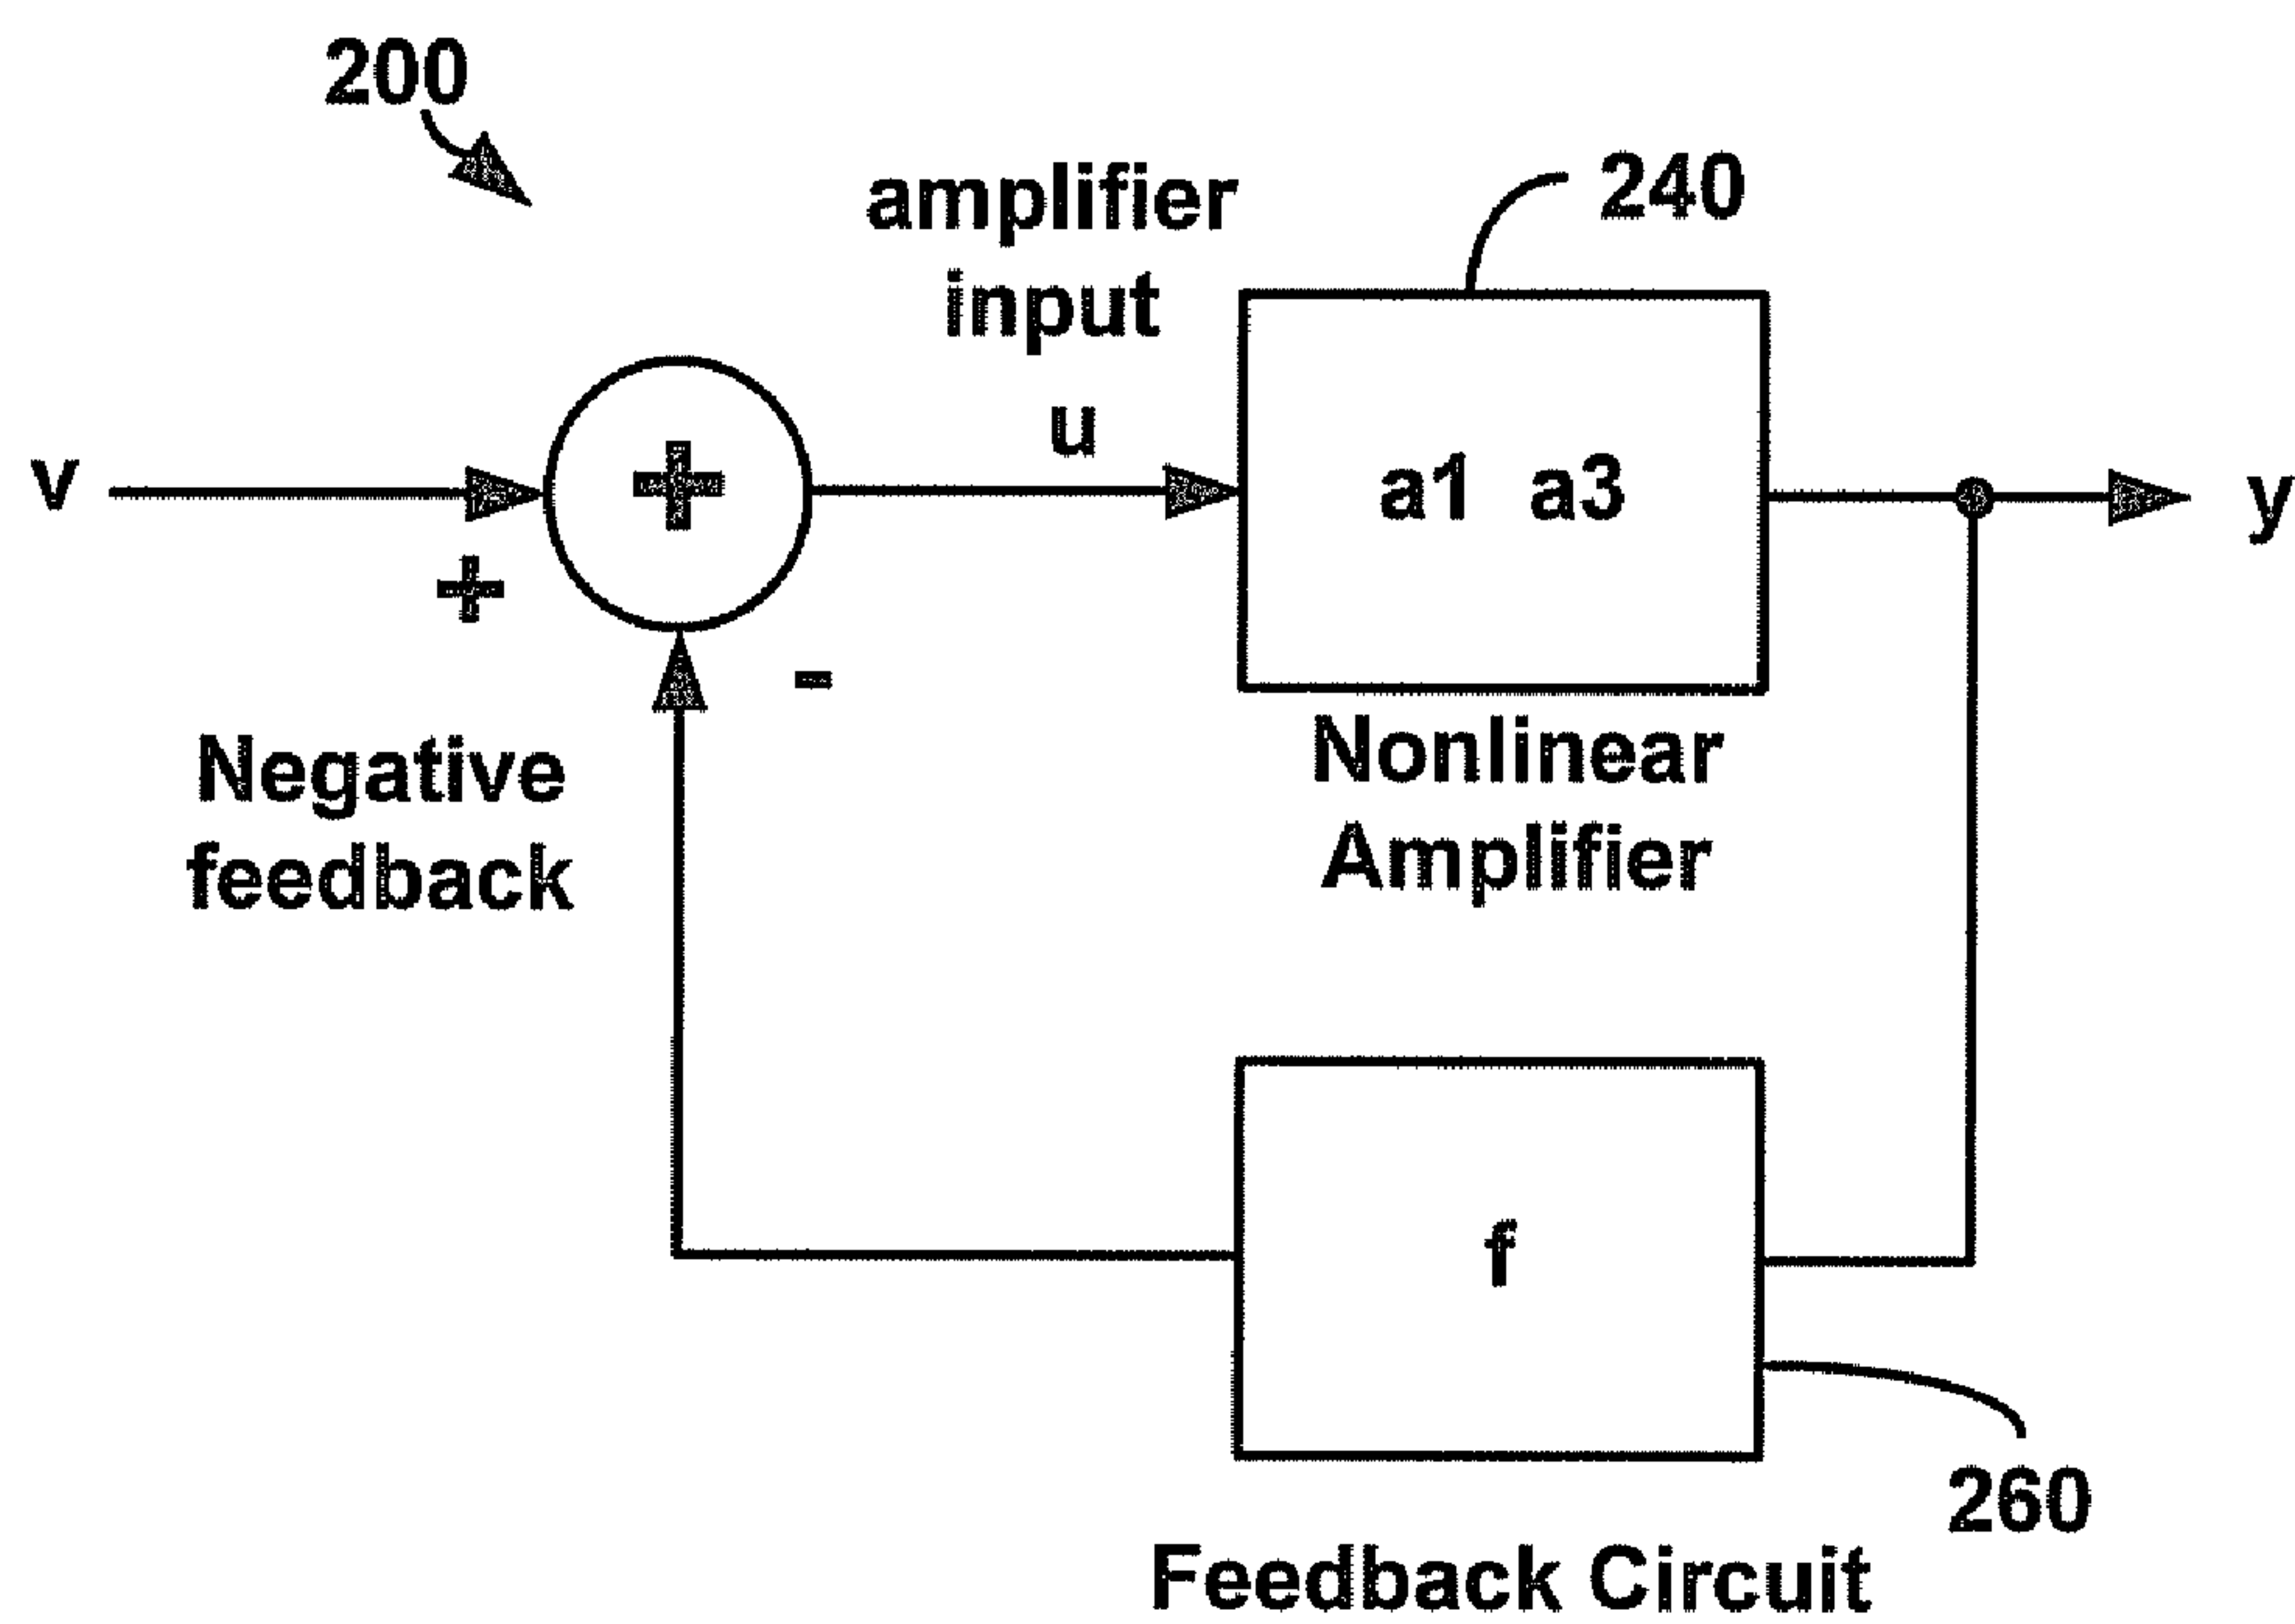 200
240
amplifier
input
u
v
+
a1 a3
y
+
-
Nonlinear
Amplifier
Negative
feedback
f
260
Feedback Circuit